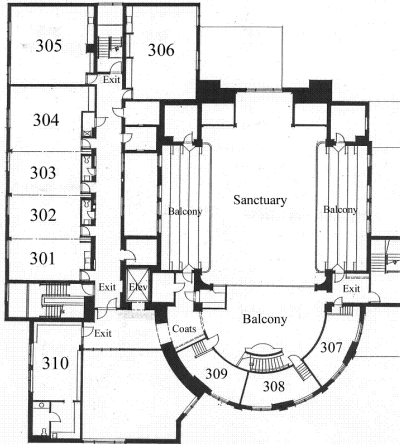 305
306
Exit
304
303
302
301
Sanctuary
Balcony
Balcony
Exit
Elev
Exit
Exit
Coats
Balcony
310
309
308
307